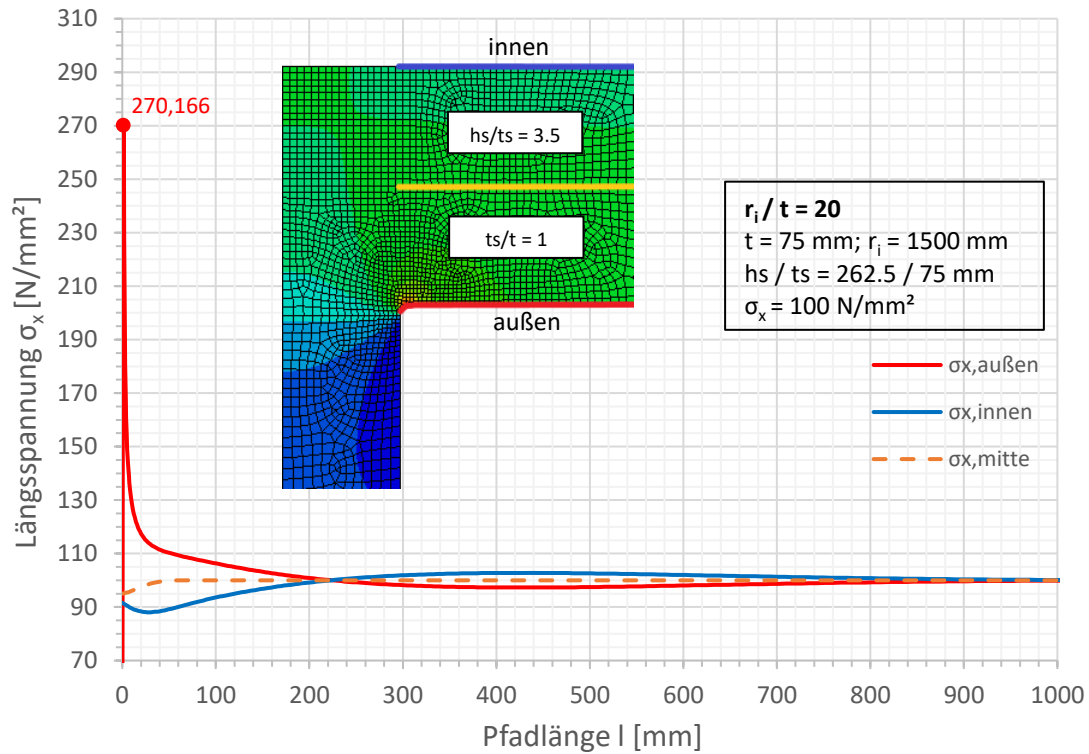 Längsspannung σx [N/mm²]
310
290
270
250
230
210
190
170
150
130
110
90
70
270,166
innen
hs/ts = 3.5
ts/t = 1
außen
ri / t = 20
t = 75 mm; ri = 1500 mm
hs / ts = 262.5 / 75 mm
σx = 100 N/mm²
σx,außen
σx,innen
σx,mitte
0 100 200 300 400 500 600 700 800 900 1000
Pfadlänge l [mm]